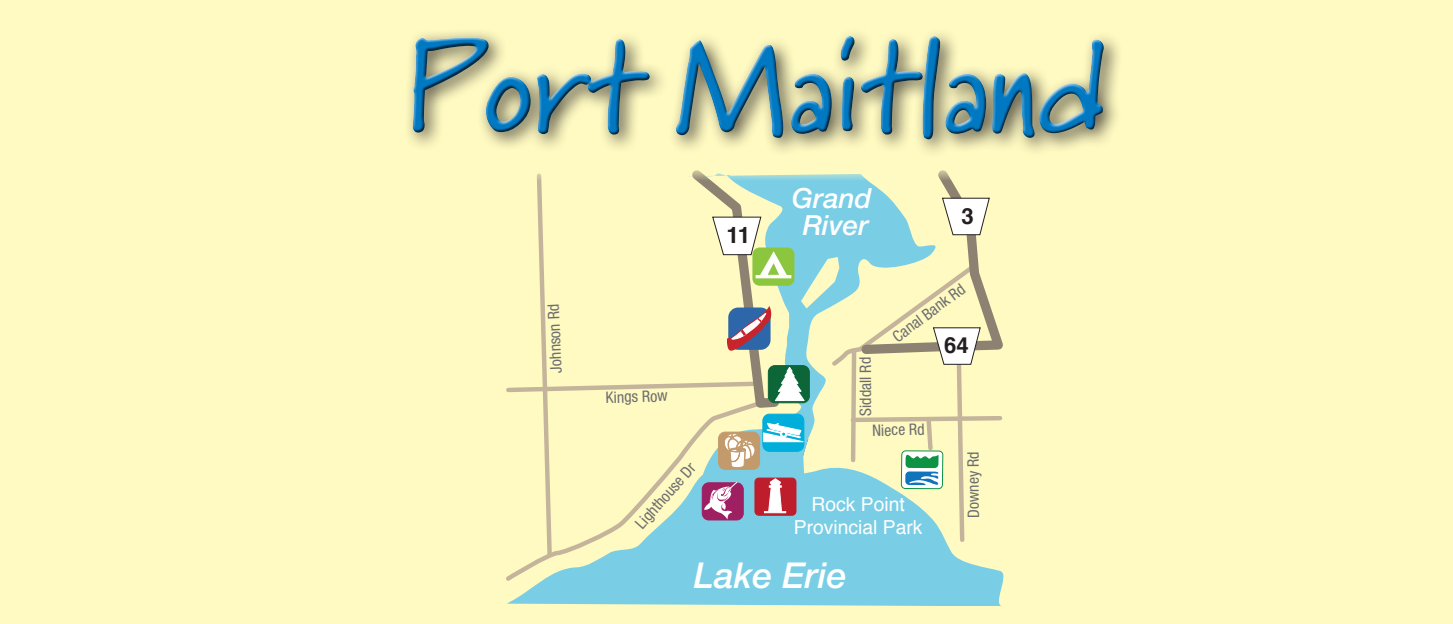 Port Maitland
Grand
River
11
3
Canal Bank Rd
Johnson Rd
64
Siddall Rd
Kings Row
Niece Rd
Downey Rd
Lighthouse Dr
Rock Point
Provincial Park
Lake Erie